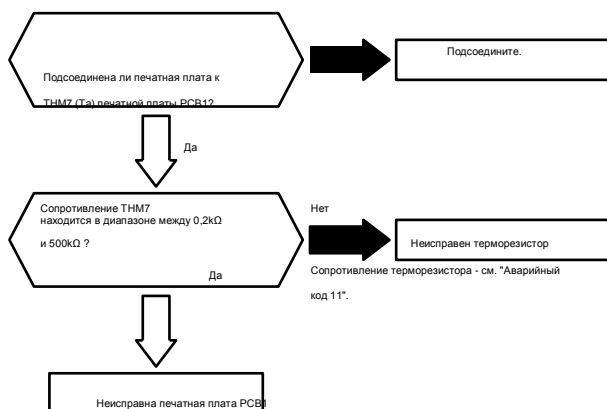 Подсоединена ли печатная плата к
THM7 (Ta) печатной платы PCB1?
Подсоедините.
Да
Сопротивление THM7
находится в диапазоне между 0,2kΩ
и 500kΩ ?
Да
Нет
Неисправен терморезистор
Сопротивление терморезистора - см. "Аварийный
код 11".
Неисправна печатная плата PCB1